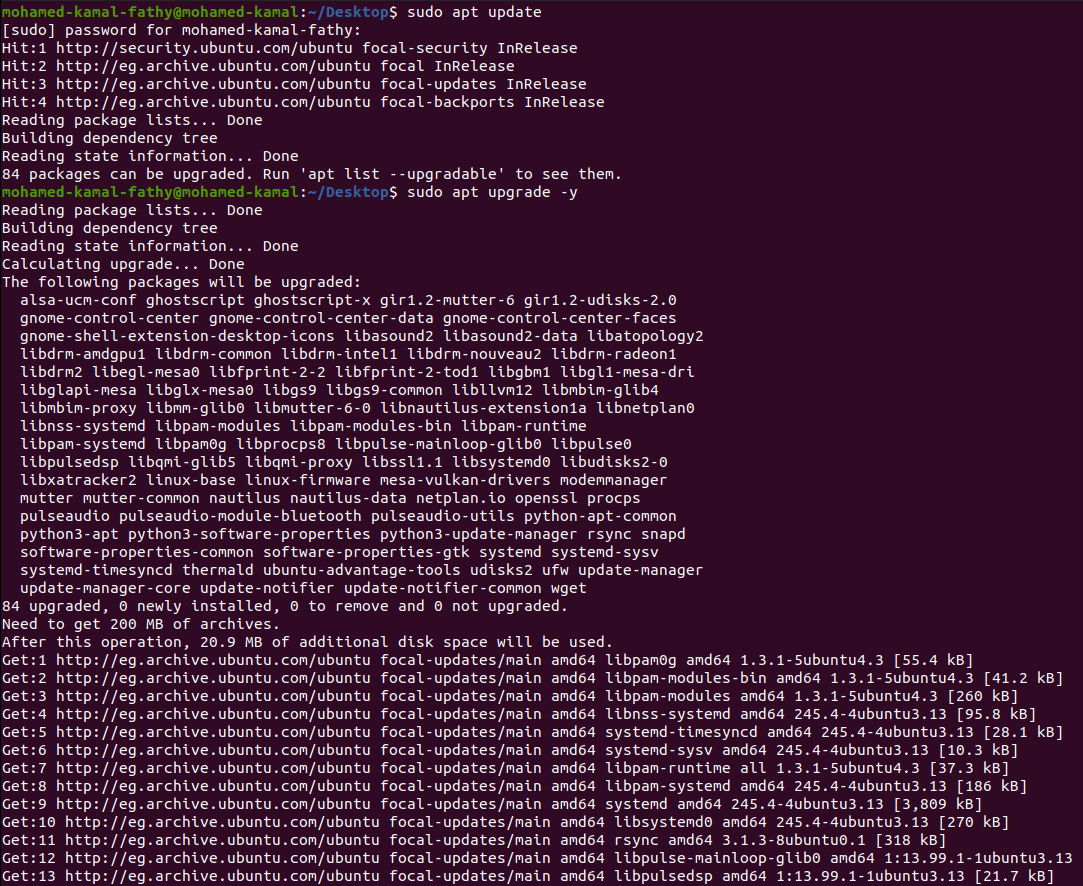 mohamed-kamal-fathy@mohamed-kamal:~/Desktop$ sudo apt update
[sudo] password for mohamed-kamal-fathy:
Hit:1 http://security.ubuntu.com/ubuntu focal-security InRelease
Hit:2 http://eg.archive.ubuntu.com/ubuntu focal InRelease
Hit:3 http://eg.archive.ubuntu.com/ubuntu focal-updates InRelease
Hit:4 http://eg.archive.ubuntu.com/ubuntu focal-backports InRelease
Reading package lists... Done
Building dependency tree
Reading state information... Done
84 packages can be upgraded. Run 'apt list --upgradable' to see them.
mohamed-kamal-fathy@mohamed-kamal:~/Desktop$ sudo apt upgrade -y
Reading package lists... Done
Building dependency tree
Reading state information... Done
Calculating upgrade... Done
The following packages will be upgraded:
  alsa-ucm-conf ghostscript ghostscript-x gir1.2-mutter-6 gir1.2-udisks-2.0
  gnome-control-center gnome-control-center-data gnome-control-center-faces
  gnome-shell-extension-desktop-icons libasound2 libasound2-data libatopology2
  libdrm-amdgpu1 libdrm-common libdrm-intel1 libdrm-nouveau2 libdrm-radeon1
  libdrm2 libegl-mesa0 libfprint-2-2 libfprint-2-tod1 libgbm1 libgl1-mesa-dri
  libglapi-mesa libglx-mesa0 libgs9 libgs9-common libllvm12 libmbim-glib4
  libmbim-proxy libmm-glib0 libmutter-6-0 libnautilus-extension1a libnetplan0
  libnss-systemd libpam-modules libpam-modules-bin libpam-runtime
  libpam-systemd libpam0g libprocps8 libpulse-mainloop-glib0 libpulse0
  libpulsedsp libqmi-glib5 libqmi-proxy libssl1.1 libsystemd0 libudisks2-0
  libxatracker2 linux-base linux-firmware mesa-vulkan-drivers modemmanager
  mutter mutter-common nautilus nautilus-data netplan.io openssl procps
  pulseaudio pulseaudio-module-bluetooth pulseaudio-utils python-apt-common
  python3-apt python3-software-properties python3-update-manager rsync snapd
  software-properties-common software-properties-gtk systemd systemd-sysv
  systemd-timesyncd thermald ubuntu-advantage-tools udisks2 ufw update-manager
  update-manager-core update-notifier update-notifier-common wget
84 upgraded, 0 newly installed, 0 to remove and 0 not upgraded.
Need to get 200 MB of archives.
After this operation, 20.9 MB of additional disk space will be used.
Get:1 http://eg.archive.ubuntu.com/ubuntu focal-updates/main amd64 libpam0g amd64 1.3.1-5ubuntu4.3 [55.4 kB]
Get:2 http://eg.archive.ubuntu.com/ubuntu focal-updates/main amd64 libpam-modules-bin amd64 1.3.1-5ubuntu4.3 [41.2 kB]
Get:3 http://eg.archive.ubuntu.com/ubuntu focal-updates/main amd64 libpam-modules amd64 1.3.1-5ubuntu4.3 [260 kB]
Get:4 http://eg.archive.ubuntu.com/ubuntu focal-updates/main amd64 libnss-systemd amd64 245.4-4ubuntu3.13 [95.8 kB]
Get:5 http://eg.archive.ubuntu.com/ubuntu focal-updates/main amd64 systemd-timesyncd amd64 245.4-4ubuntu3.13 [28.1 kB]
Get:6 http://eg.archive.ubuntu.com/ubuntu focal-updates/main amd64 systemd-sysv amd64 245.4-4ubuntu3.13 [10.3 kB]
Get:7 http://eg.archive.ubuntu.com/ubuntu focal-updates/main amd64 libpam-runtime all 1.3.1-5ubuntu4.3 [37.3 kB]
Get:8 http://eg.archive.ubuntu.com/ubuntu focal-updates/main amd64 libpam-systemd amd64 245.4-4ubuntu3.13 [186 kB]
Get:9 http://eg.archive.ubuntu.com/ubuntu focal-updates/main amd64 systemd amd64 245.4-4ubuntu3.13 [3,809 kB]
Get:10 http://eg.archive.ubuntu.com/ubuntu focal-updates/main amd64 libsystemd0 amd64 245.4-4ubuntu3.13 [270 kB]
Get:11 http://eg.archive.ubuntu.com/ubuntu focal-updates/main amd64 rsync amd64 3.1.3-8ubuntu0.1 [318 kB]
Get:12 http://eg.archive.ubuntu.com/ubuntu focal-updates/main amd64 libpulse-mainloop-glib0 amd64 1:13.99.1-1ubuntu3.13
Get:13 http://eg.archive.ubuntu.com/ubuntu focal-updates/main amd64 libpulsedsp amd64 1:13.99.1-1ubuntu3.13 [21.7 kB]